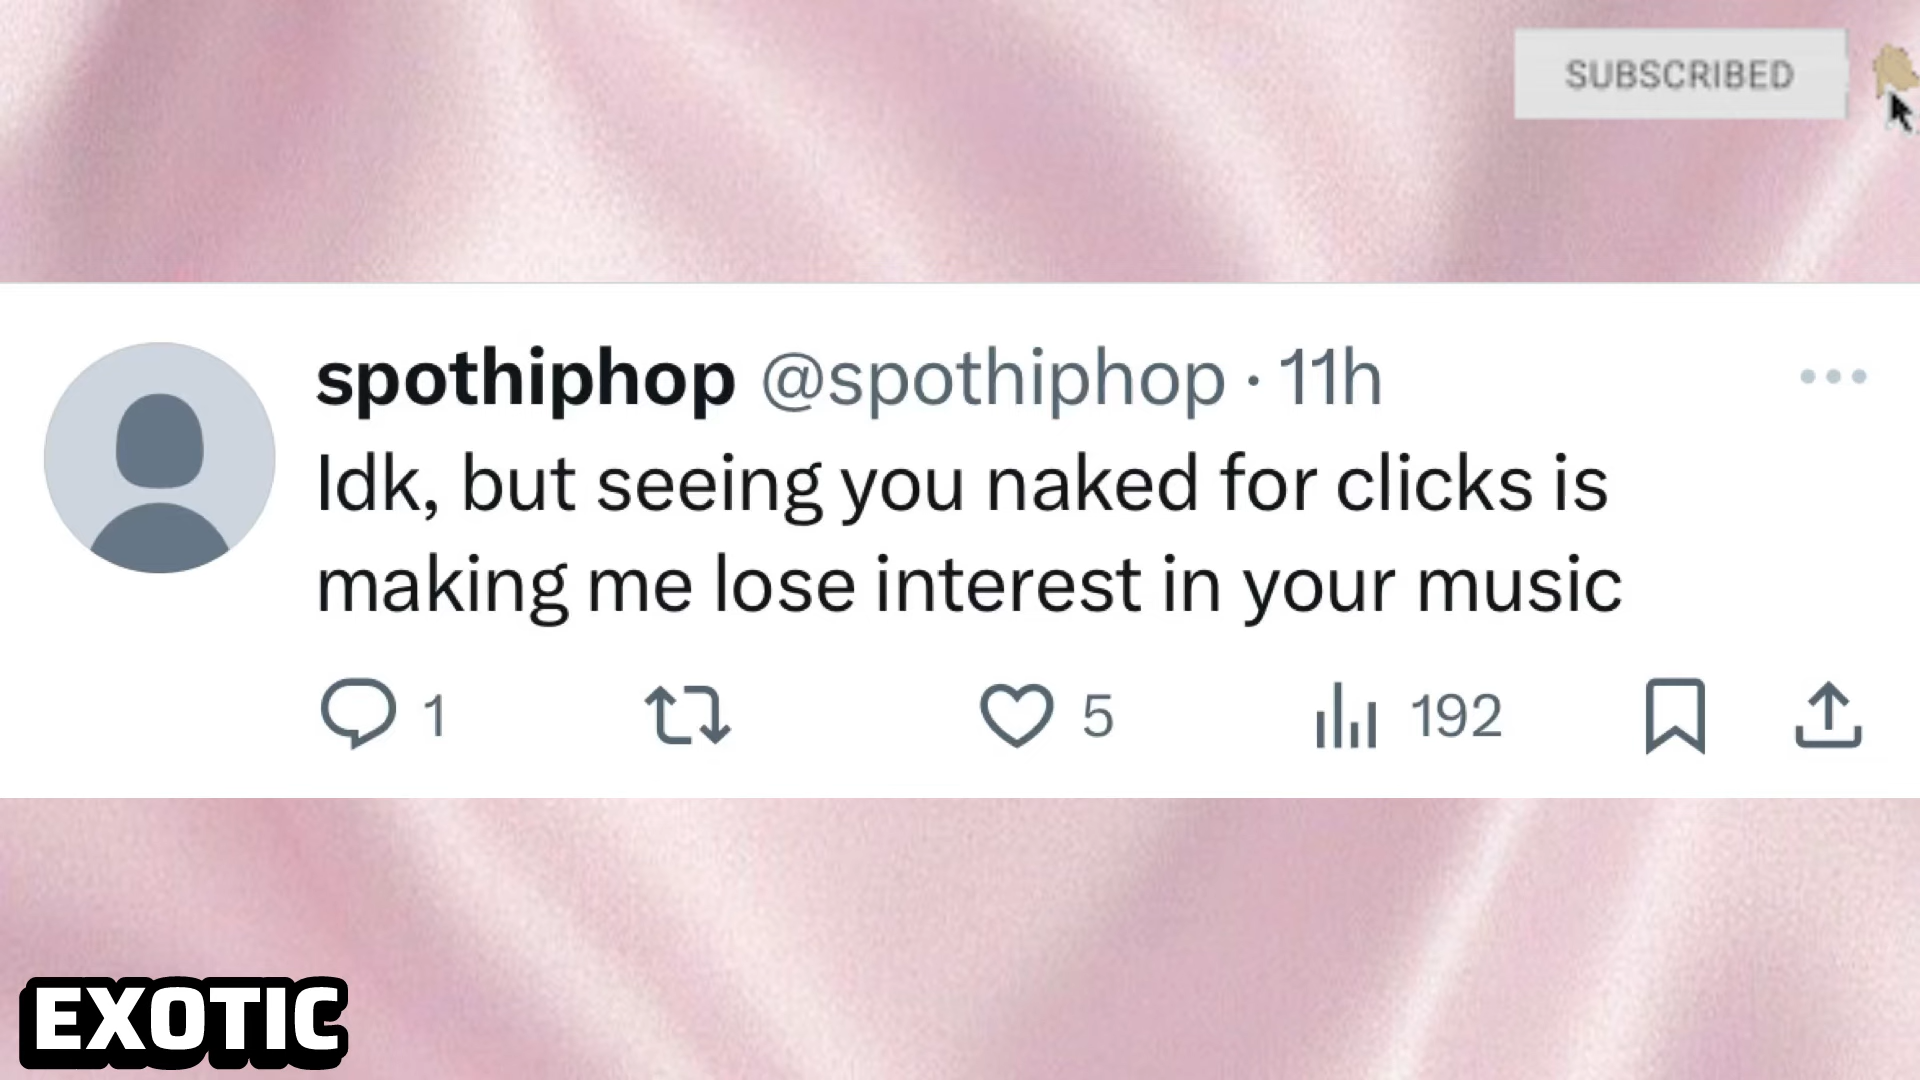 SUBSCRIBED
spothiphop @spothiphop · 11h
Idk, but seeing you naked for clicks is
making me lose interest in your music
1 5 192
EXOTIC